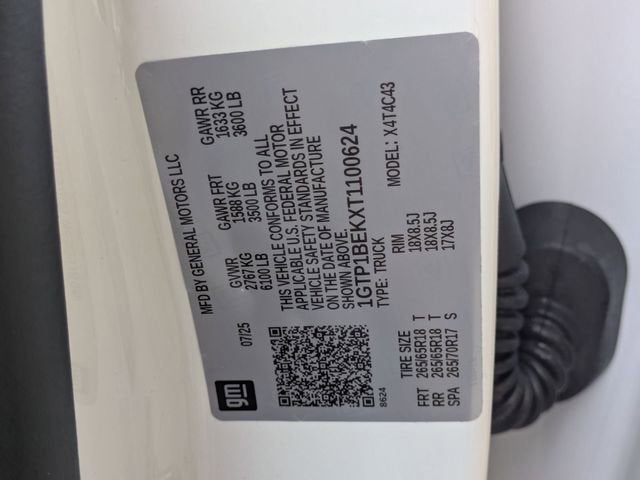 gm
07/25
MFD BY GENERAL MOTORS LLC
GVWR GAWR FRT GAWR RR
2767 KG 1588 KG 1633 KG
6100 LB 3500 LB 3600 LB
THIS VEHICLE CONFORMS TO ALL
APPLICABLE U.S. FEDERAL MOTOR
VEHICLE SAFETY STANDARDS IN EFFECT
ON THE DATE OF MANUFACTURE
SHOWN ABOVE.
1GTP1BEKXT1100624
TYPE: TRUCK MODEL: X4T4C43
8624
TIRE SIZE RIM
FRT 265/65R18 T 18X8.5J
RR 265/65R18 T 18X8.5J
SPA 265/70R17 S 17X8J